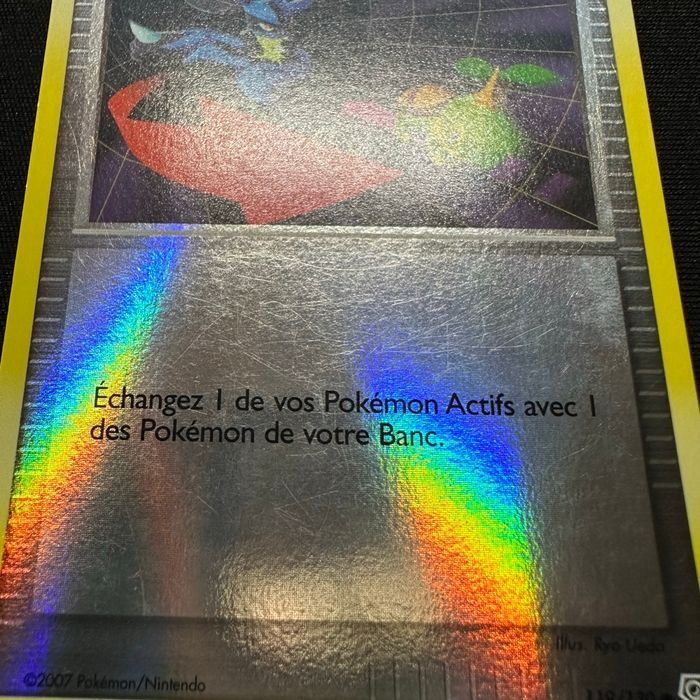 Échangez 1 de vos Pokémon Actifs avec 1
des Pokémon de votre Banc.
Illus. Ryo Ueda
©2007 Pokémon/Nintendo